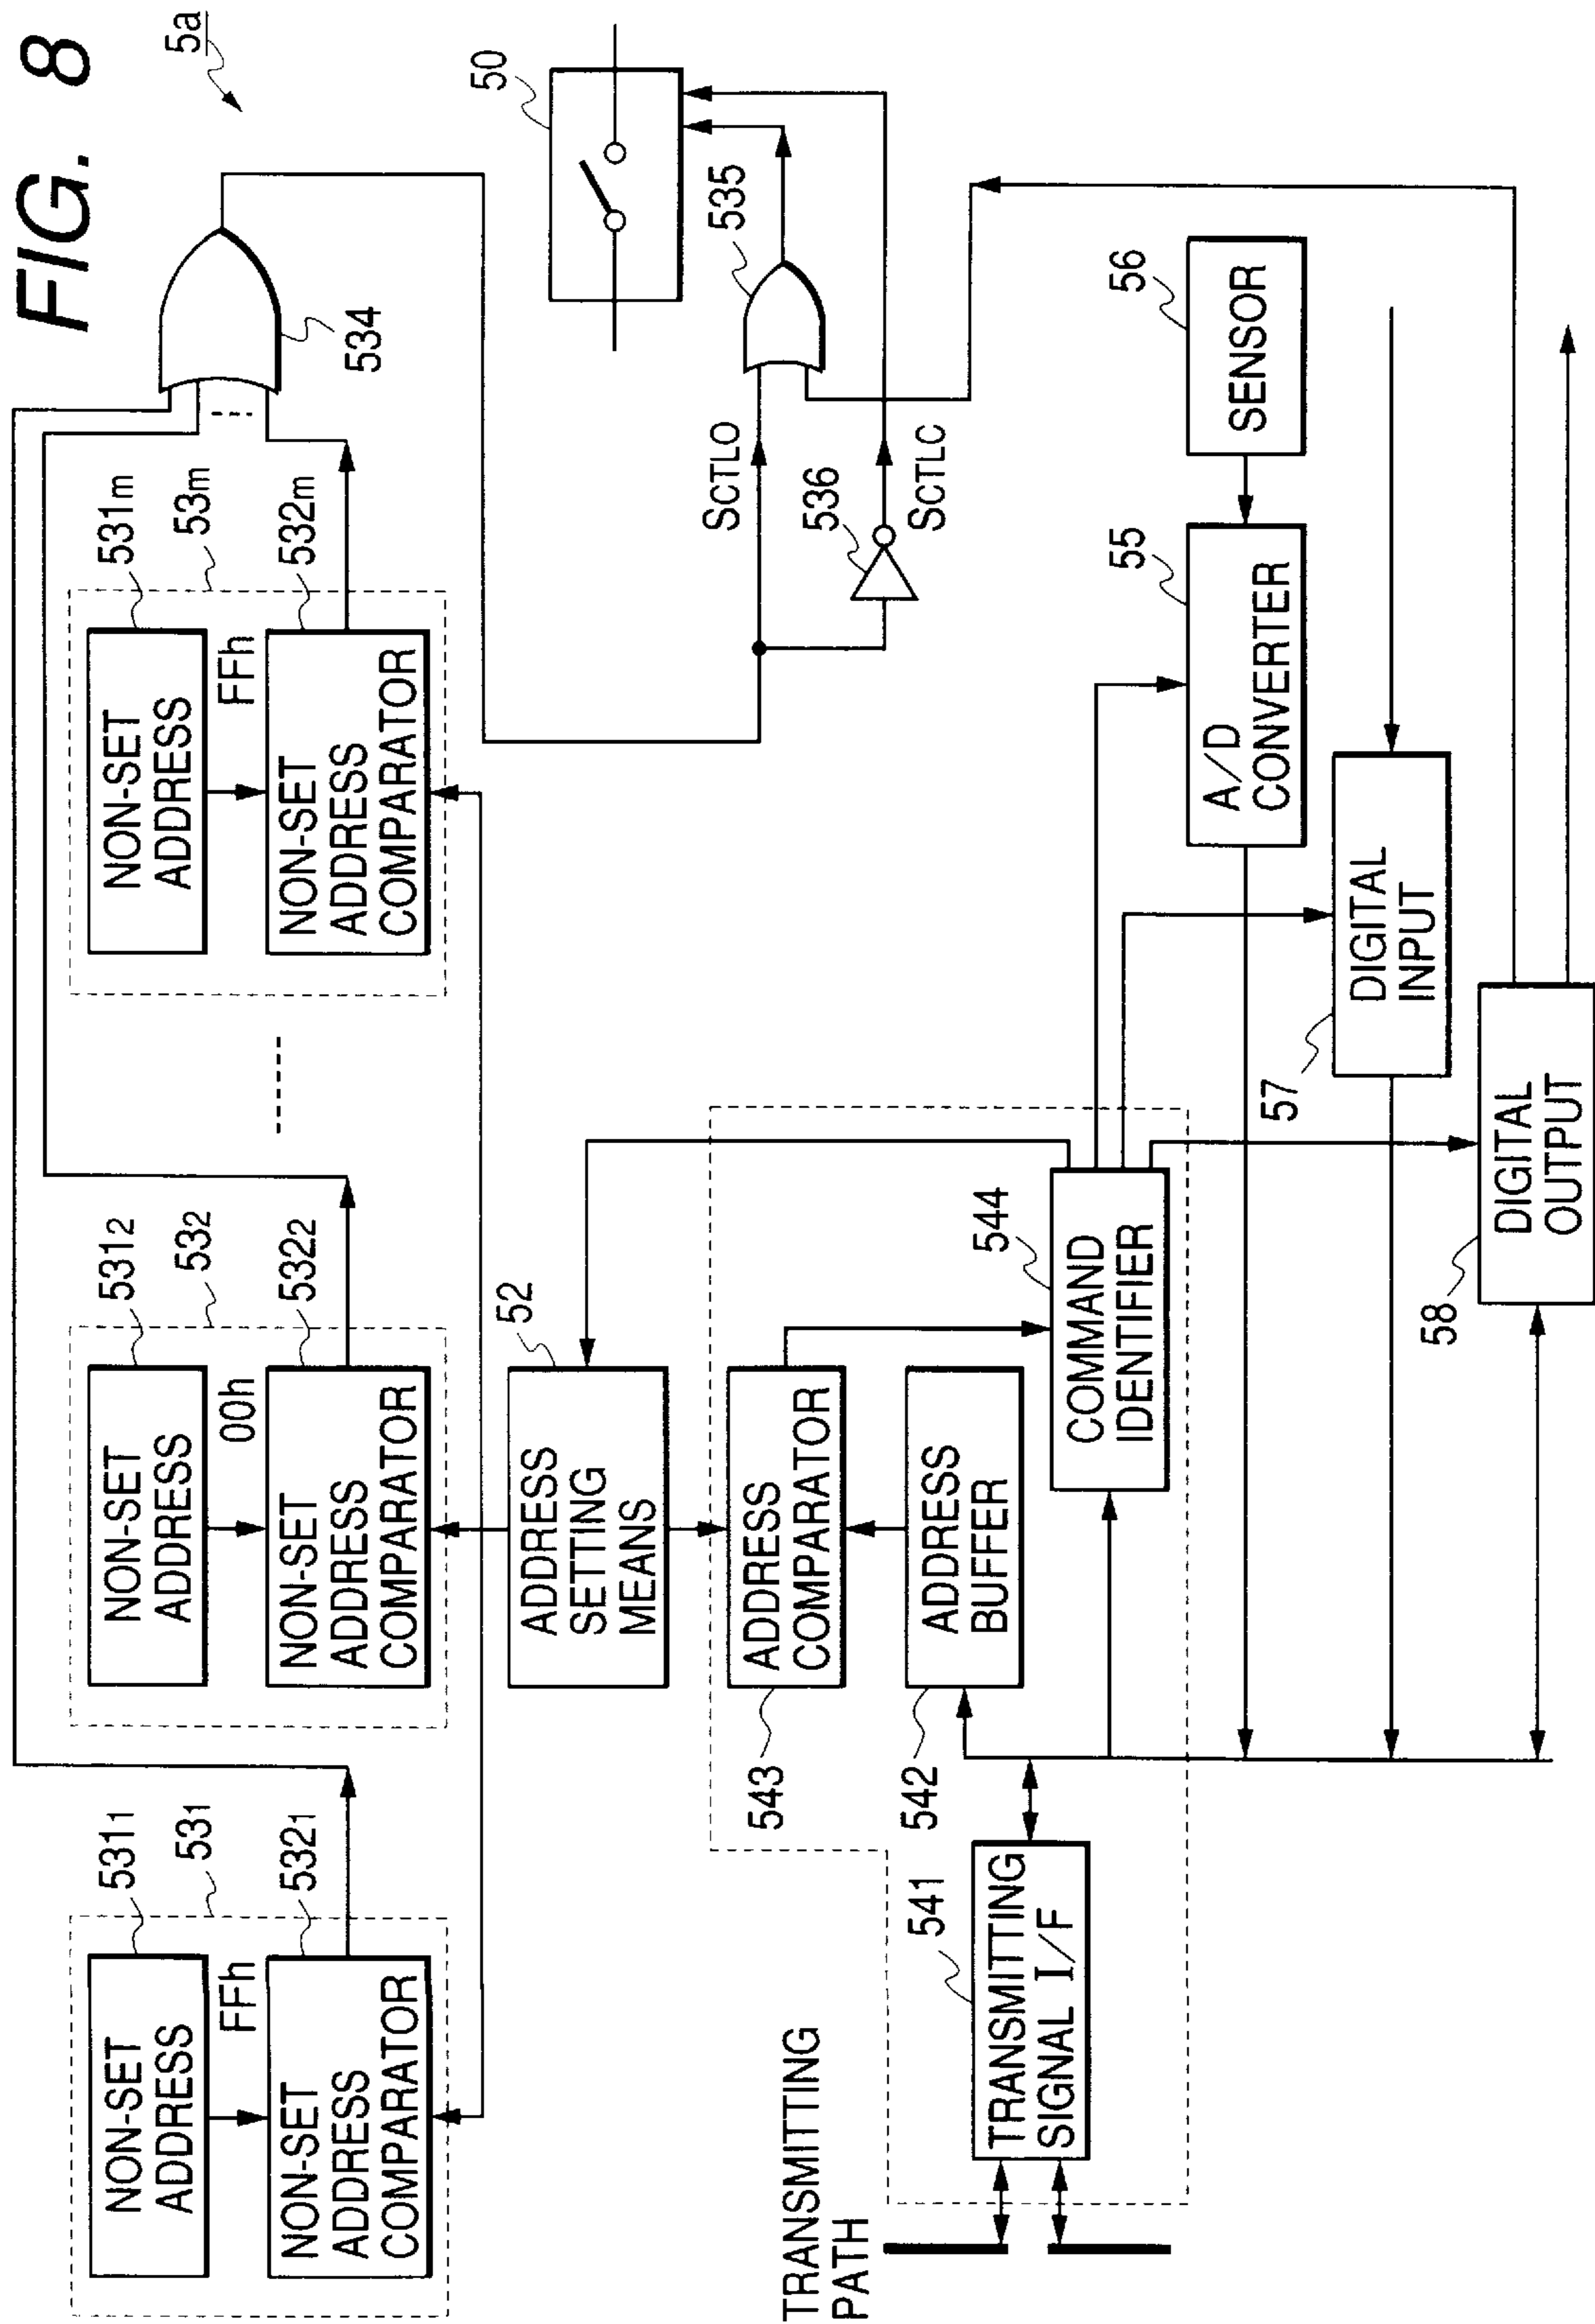 FIG. 8
5a
531₁
53₁
532₁
NON-SET
ADDRESS
FFh
NON-SET
ADDRESS
COMPARATOR
531₂
53₂
532₂
NON-SET
ADDRESS
00h
NON-SET
ADDRESS
COMPARATOR
531m
53m
532m
NON-SET
ADDRESS
FFh
NON-SET
ADDRESS
COMPARATOR
534
50
52
ADDRESS
SETTING
MEANS
SCTLO
535
536
SCTLC
543
ADDRESS
COMPARATOR
542
ADDRESS
BUFFER
544
COMMAND
IDENTIFIER
TRANSMITTING
PATH
541
TRANSMITTING
SIGNAL I/F
55
A/D
CONVERTER
56
SENSOR
57
DIGITAL
INPUT
58
DIGITAL
OUTPUT